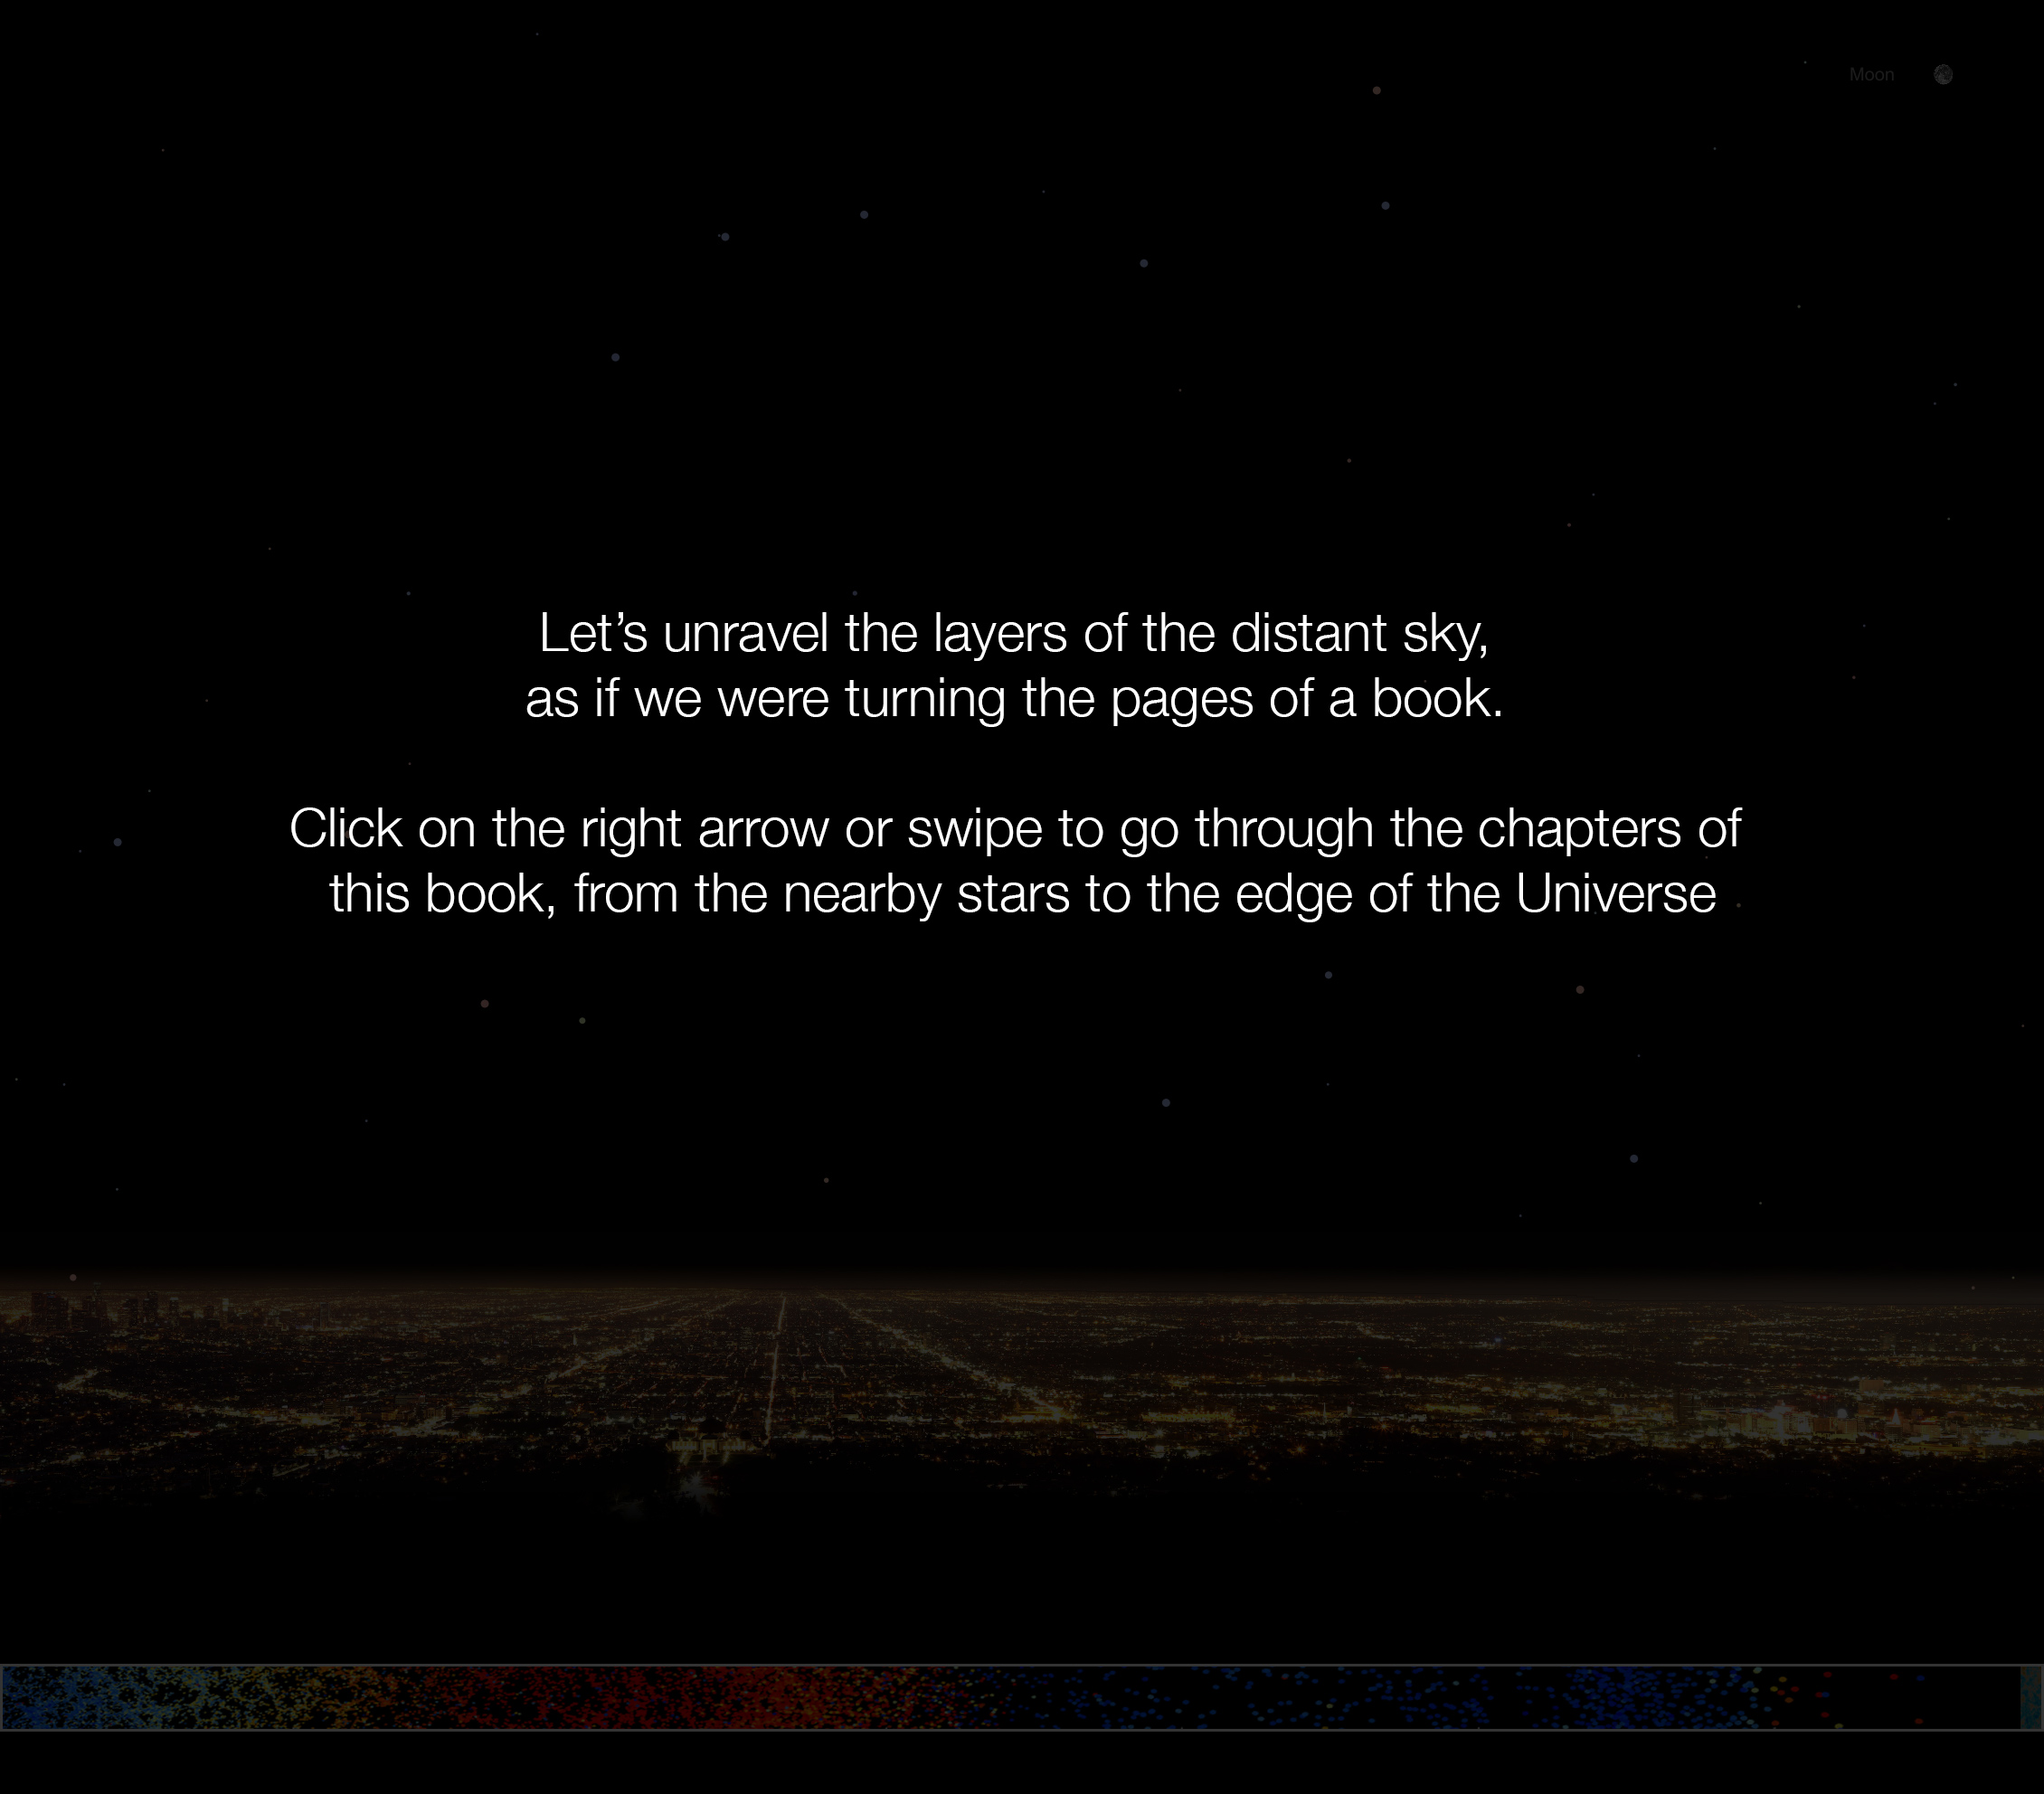 Moon
Let’s unravel the layers of the distant sky,
as if we were turning the pages of a book.
Click on the right arrow or swipe to go through the chapters of
this book, from the nearby stars to the edge of the Universe